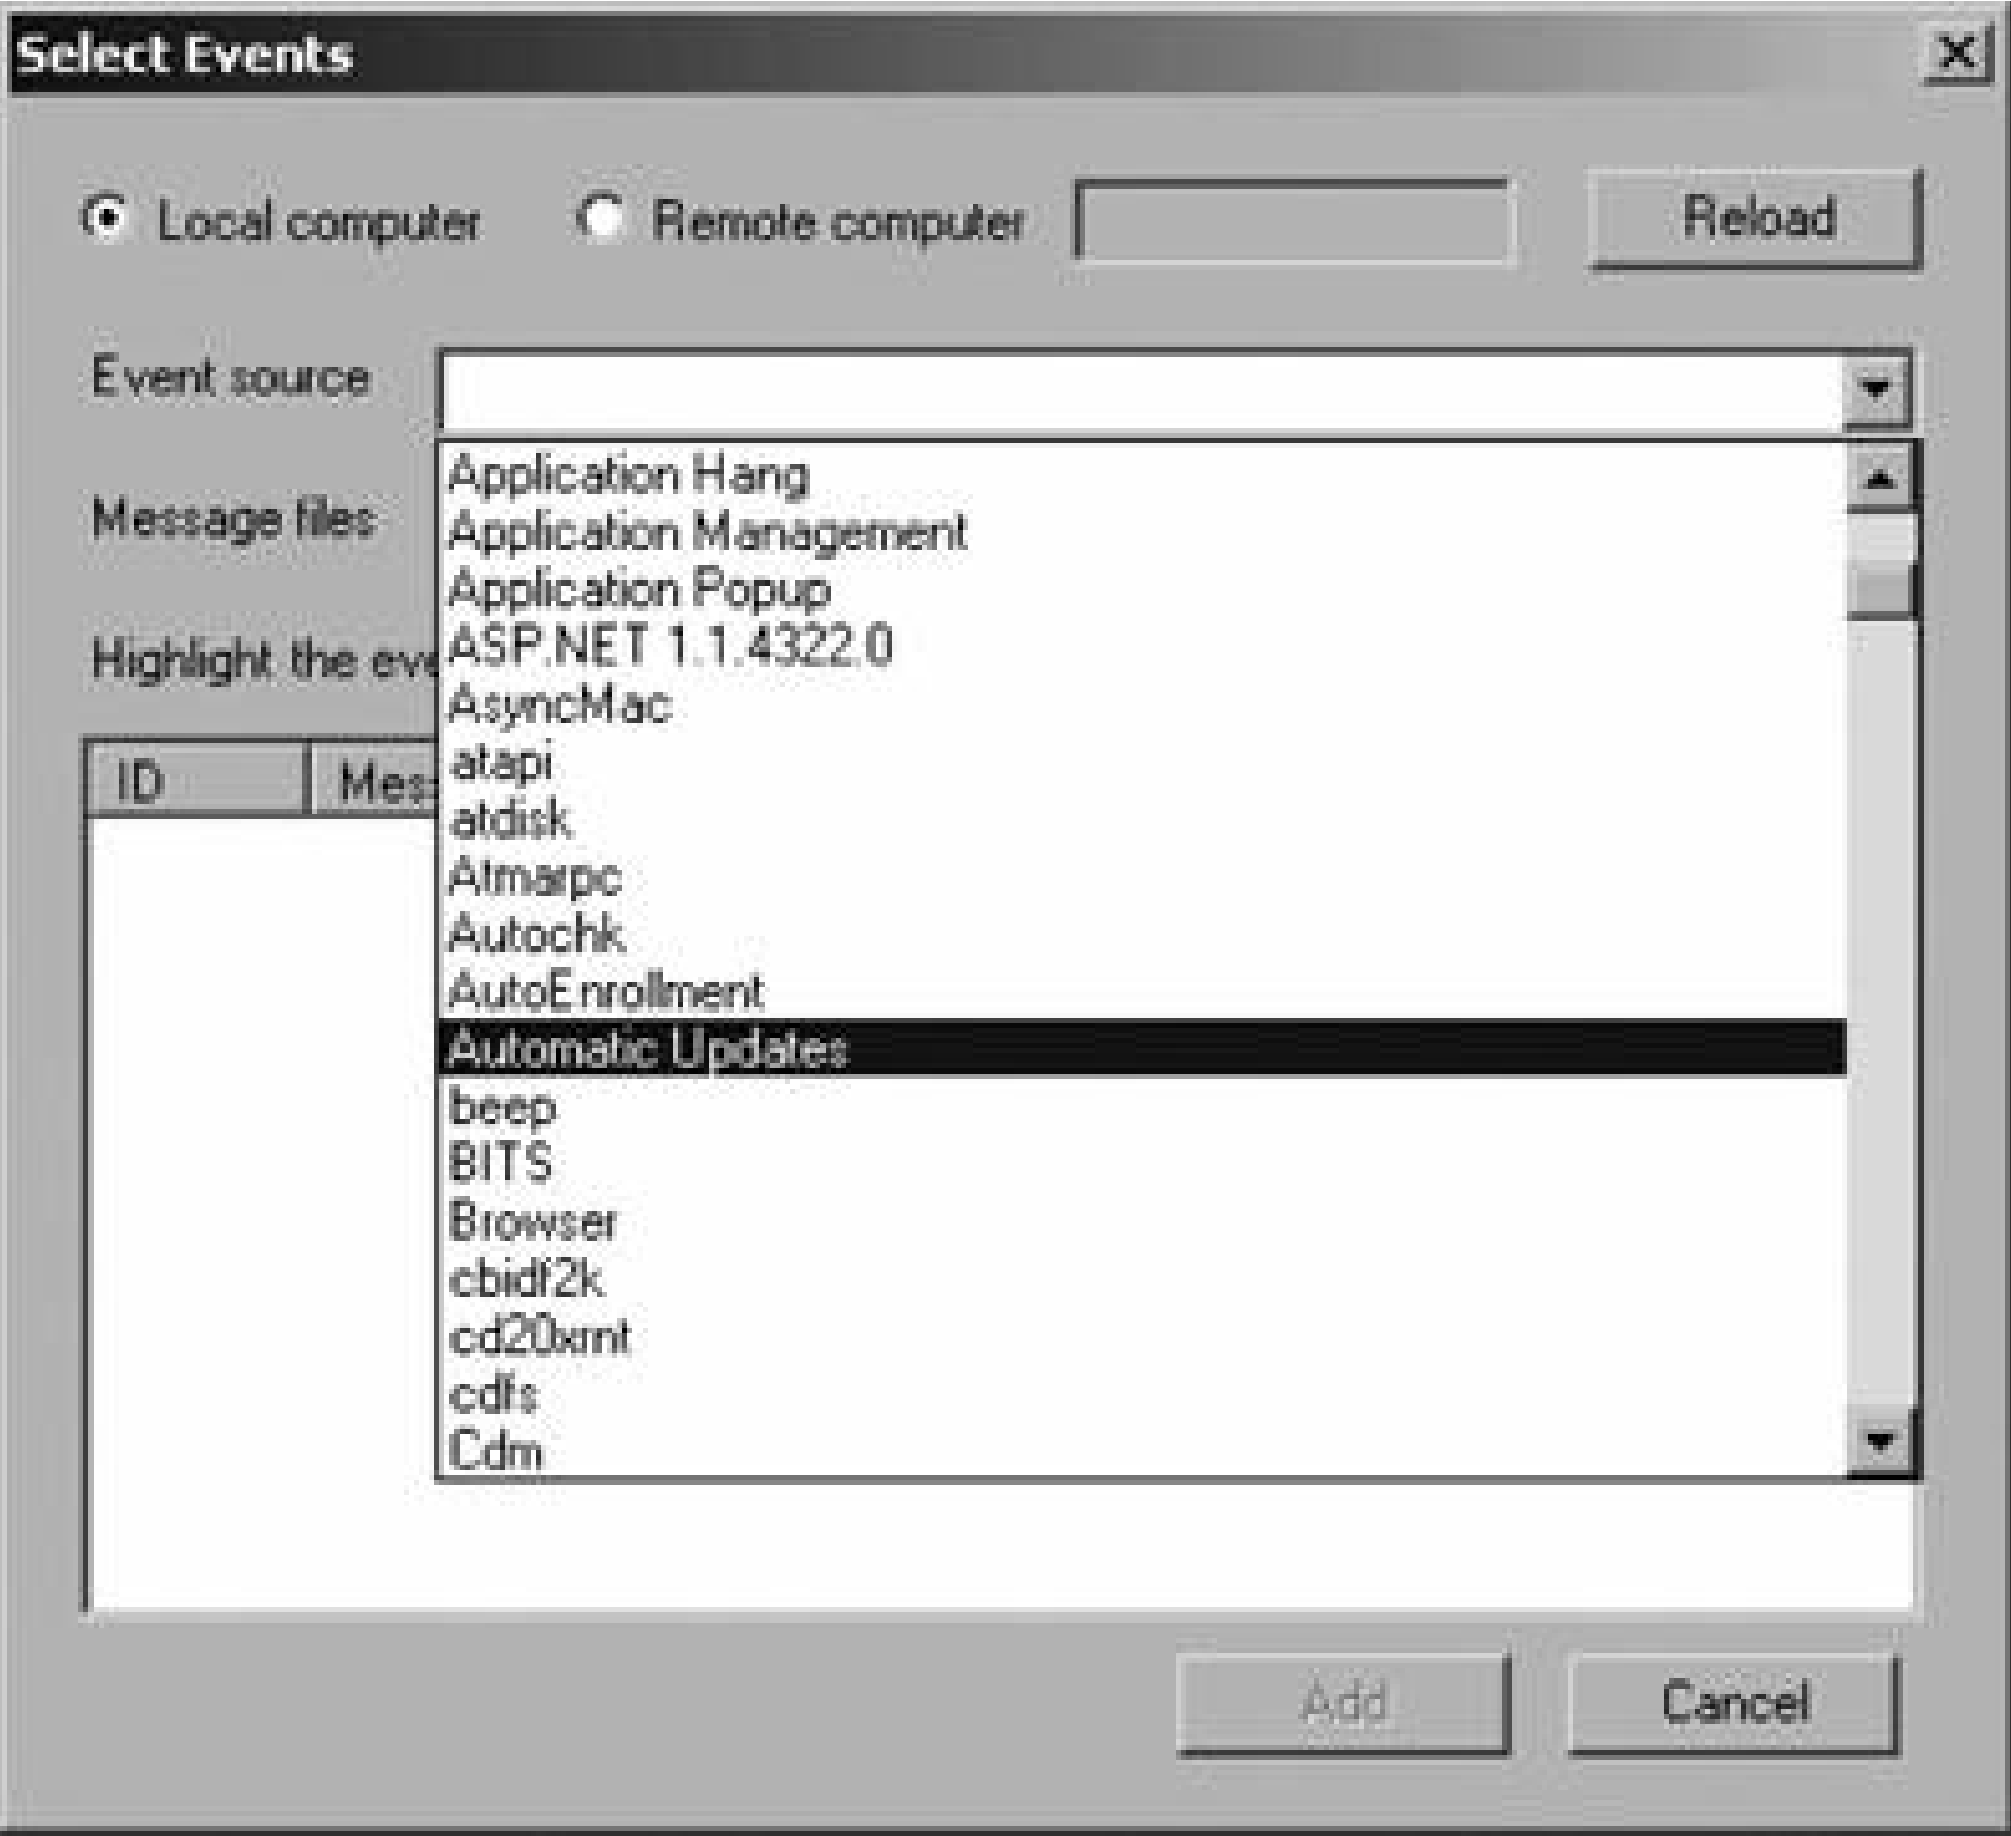 Select Events
Local computer Remote computer Reload
Event source
Message files
Highlight the eve
ID Mess
Application Hang
Application Management
Application Popup
ASP.NET 1.1.4322.0
AsyncMac
atapi
atdisk
Atmarpc
Autochk
AutoEnrollment
Automatic Updates
beep
BITS
Browser
cbidf2k
cd20xrnt
cdfs
Cdm
Add Cancel